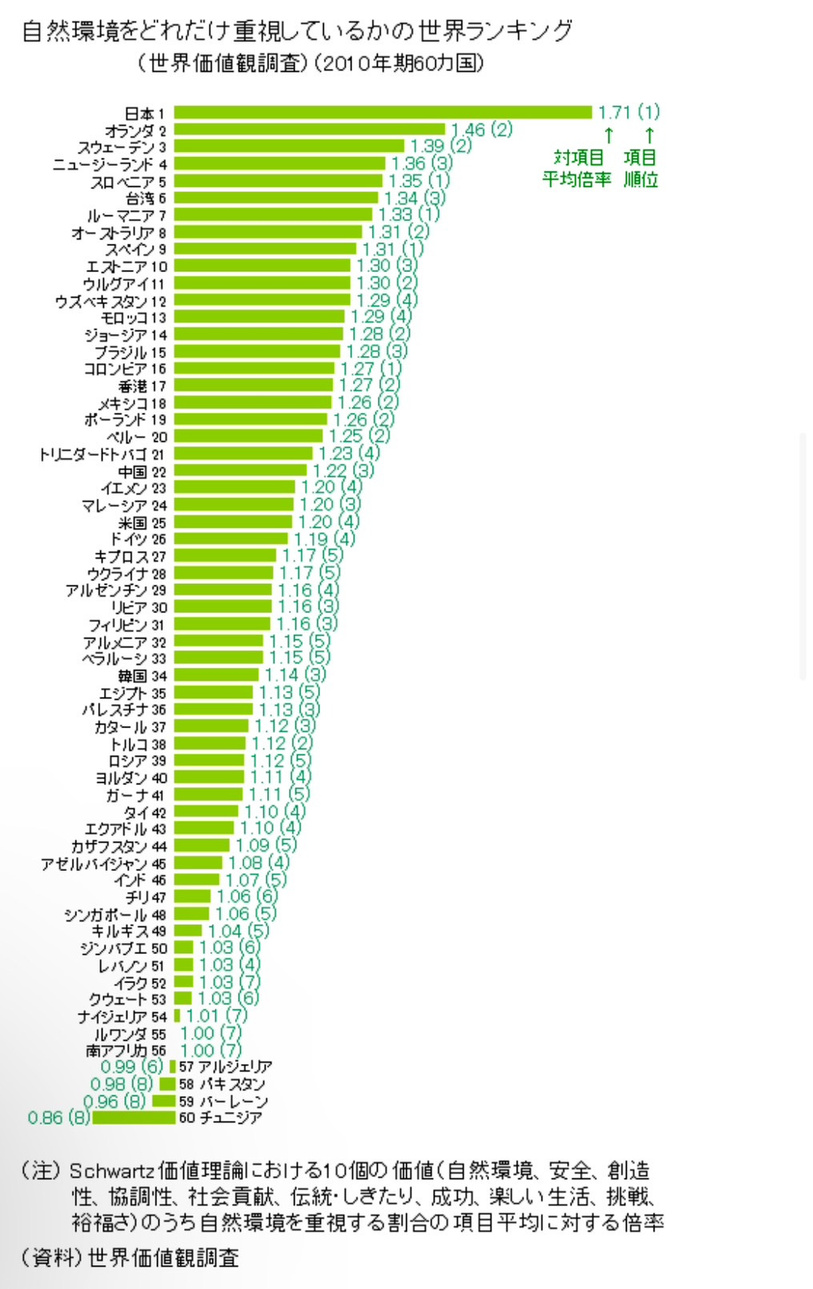 自然環境をどれだけ重視しているかの世界ランキング
（世界価値観調査）（2010年期60カ国）
日本 1 1.71 (1)
オランダ 2 1.46 (2)
スウェーデン 3 1.39 (2)
ニュージーランド 4 1.36 (3)
スロベニア 5 1.35 (1)
台湾 6 1.34 (3)
ルーマニア 7 1.33 (1)
オーストラリア 8 1.31 (2)
スペイン 9 1.31 (1)
エストニア 10 1.30 (3)
ウルグアイ 11 1.30 (2)
ウズベキスタン 12 1.29 (4)
モロッコ 13 1.29 (4)
ジョージア 14 1.28 (2)
ブラジル 15 1.28 (3)
コロンビア 16 1.27 (1)
香港 17 1.27 (2)
メキシコ 18 1.26 (2)
ポーランド 19 1.26 (2)
ペルー 20 1.25 (2)
トリニダードトバゴ 21 1.23 (4)
中国 22 1.22 (3)
イエメン 23 1.20 (4)
マレーシア 24 1.20 (3)
米国 25 1.20 (4)
ドイツ 26 1.19 (4)
キプロス 27 1.17 (5)
ウクライナ 28 1.17 (5)
アルゼンチン 29 1.16 (4)
リビア 30 1.16 (3)
フィリピン 31 1.16 (3)
アルメニア 32 1.15 (5)
ベラルーシ 33 1.15 (5)
韓国 34 1.14 (3)
エジプト 35 1.13 (5)
パレスチナ 36 1.13 (3)
カタール 37 1.12 (3)
トルコ 38 1.12 (2)
ロシア 39 1.12 (5)
ヨルダン 40 1.11 (4)
ガーナ 41 1.11 (5)
タイ 42 1.10 (4)
エクアドル 43 1.10 (4)
カザフスタン 44 1.09 (5)
アゼルバイジャン 45 1.08 (4)
インド 46 1.07 (5)
チリ 47 1.06 (6)
シンガポール 48 1.06 (5)
キルギス 49 1.04 (5)
ジンバブエ 50 1.03 (6)
レバノン 51 1.03 (4)
イラク 52 1.03 (7)
クウェート 53 1.03 (6)
ナイジェリア 54 1.01 (7)
ルワンダ 55 1.00 (7)
南アフリカ 56 1.00 (7)
0.99 (6) 57 アルジェリア
0.98 (8) 58 パキスタン
0.96 (8) 59 バーレーン
0.86 (8) 60 チュニジア
↑ ↑
対項目 項目
平均倍率 順位
（注） Schwartz価値理論における10個の価値（自然環境、安全、創造
性、協調性、社会貢献、伝統・しきたり、成功、楽しい生活、挑戦、
裕福さ）のうち自然環境を重視する割合の項目平均に対する倍率
（資料）世界価値観調査